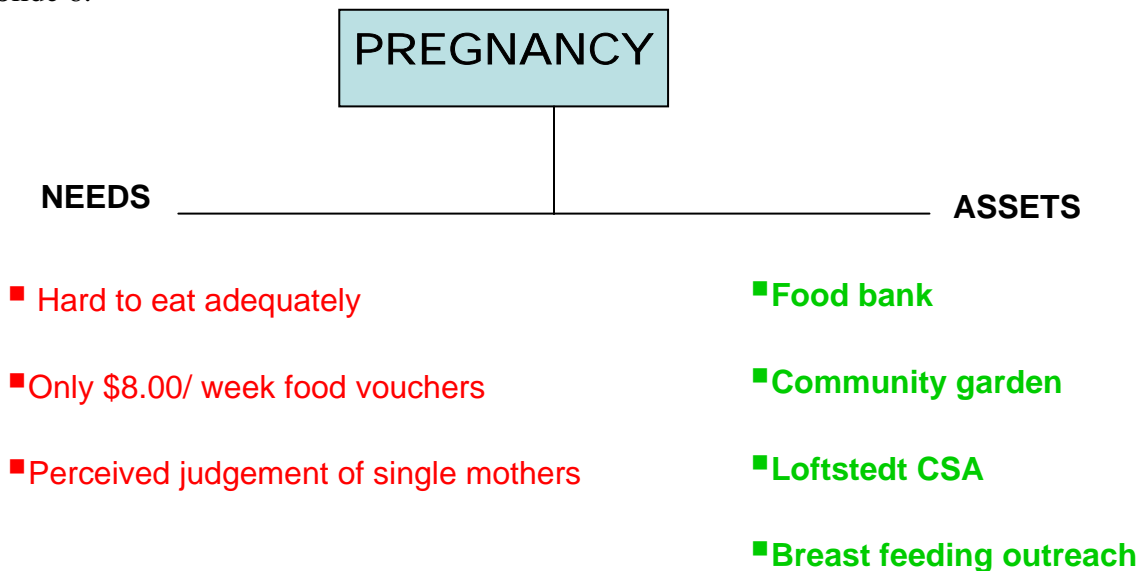 PREGNANCY
NEEDS
ASSETS
▪ Hard to eat adequately
▪Only $8.00/ week food vouchers
▪Perceived judgement of single mothers
▪Food bank
▪Community garden
▪Loftstedt CSA
▪Breast feeding outreach